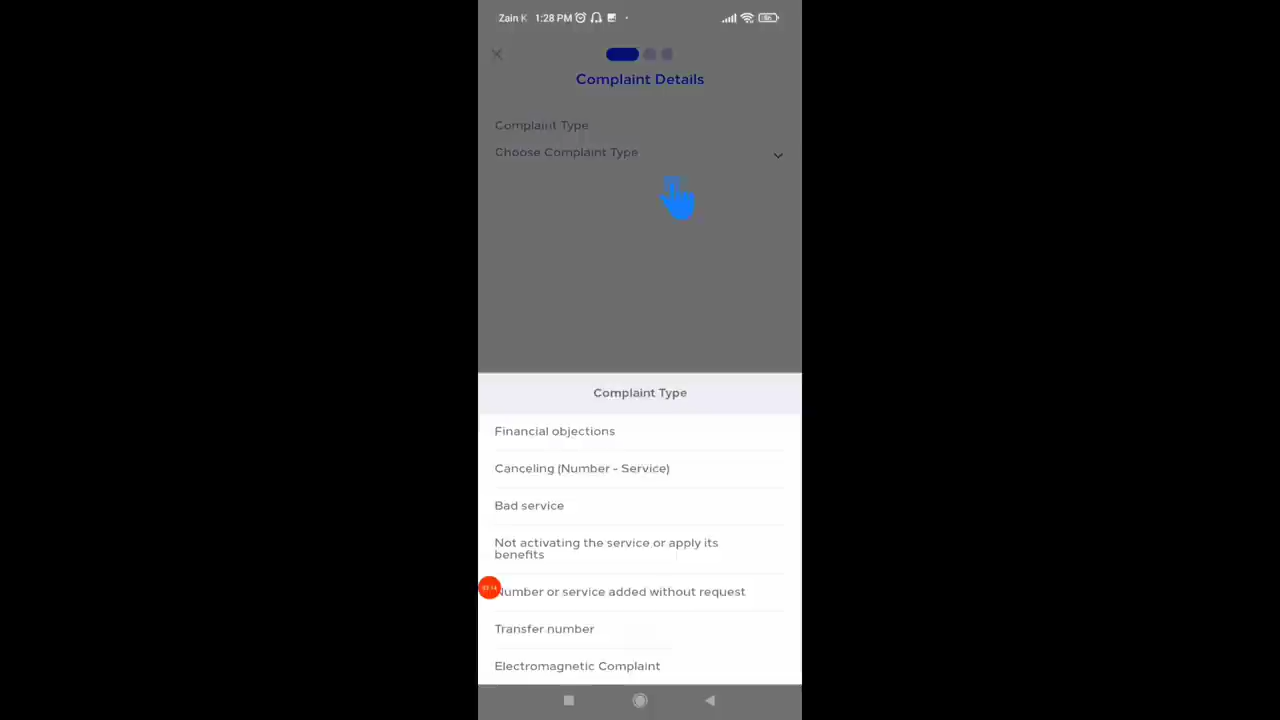 Zain K 1:28 PM
Complaint Details
Complaint Type
Choose Complaint Type
Complaint Type
Financial objections
Canceling (Number - Service)
Bad service
Not activating the service or apply its
benefits
Number or service added without request
Transfer number
Electromagnetic Complaint